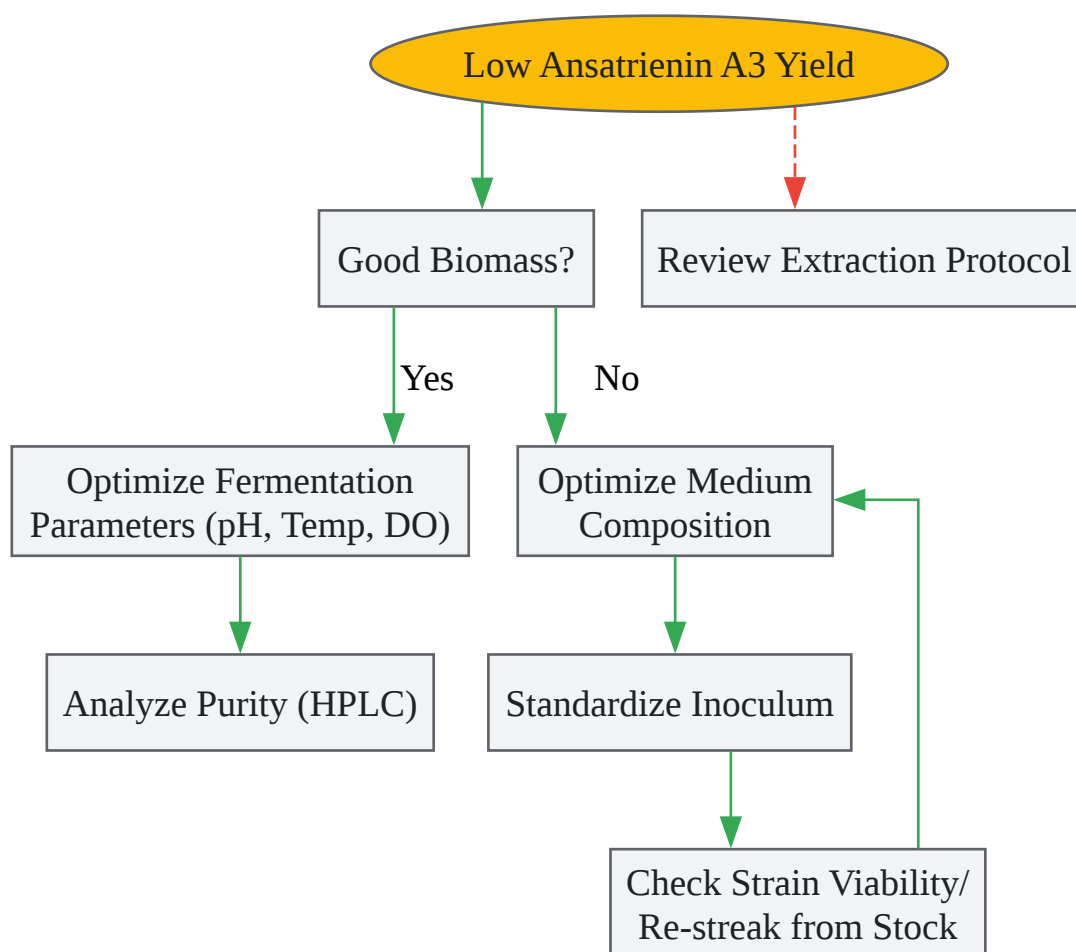 Low Ansatrienin A3 Yield
Good Biomass?
Review Extraction Protocol
Yes
No
Optimize Fermentation
Parameters (pH, Temp, DO)
Optimize Medium
Composition
Analyze Purity (HPLC)
Standardize Inoculum
Check Strain Viability/
Re-streak from Stock